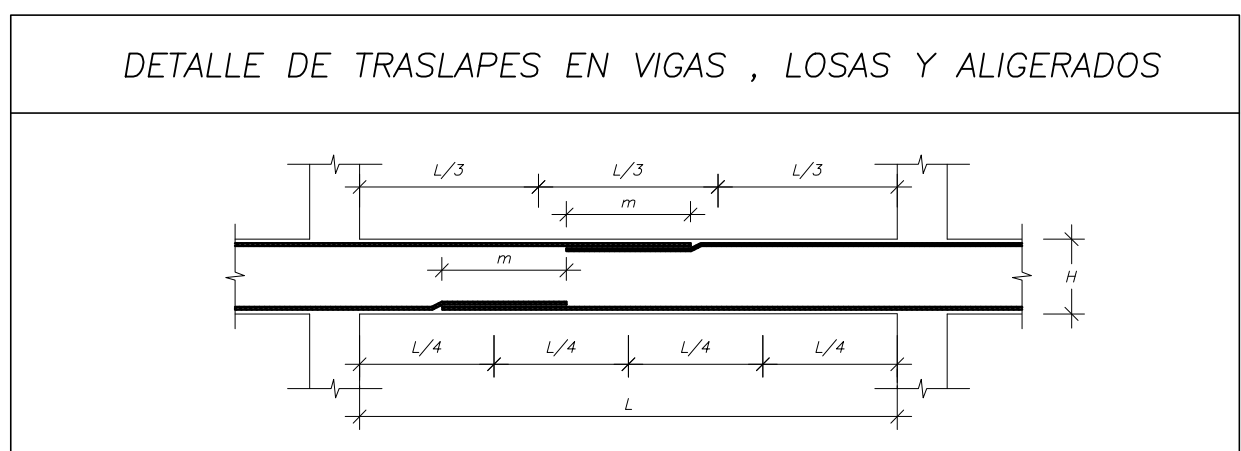 DETALLE DE TRASLAPES EN VIGAS , LOSAS Y ALIGERADOS
L/3 L/3 L/3
m
m
H
L/4 L/4 L/4 L/4
L